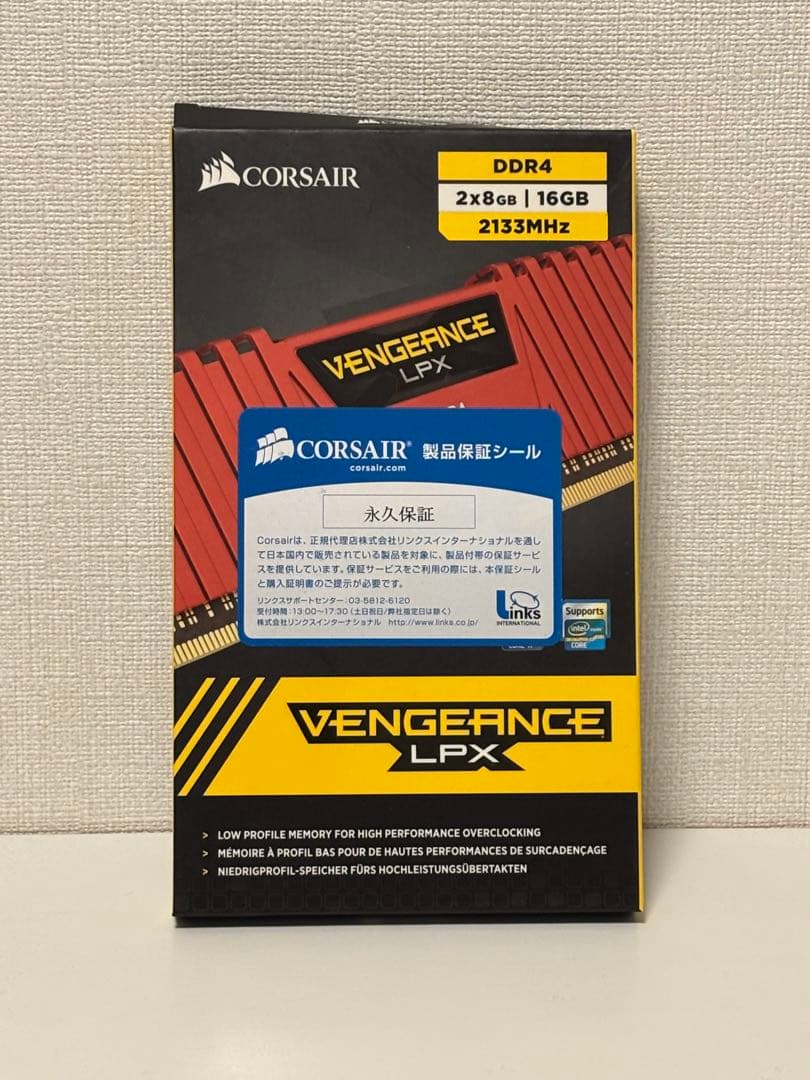 CORSAIR
DDR4
2x8GB | 16GB
2133MHz
VENGEANCE
LPX
CORSAIR® 製品保証シール
corsair.com
永久保証
Corsairは、正規代理店株式会社リンクスインターナショナルを通し
て日本国内で販売されている製品を対象に、製品付帯の保証サービ
スを提供しています。保証サービスをご利用の際には、本保証シール
と購入証明書のご提示が必要です。
リンクスサポートセンター:03-5812-6120
受付時間:13:00~17:30(土日祝日/弊社指定日は除く)
株式会社リンクスインターナショナル http://www.links.co.jp/
Links
INTERNATIONAL
Supports
intel
CORE
VENGEANCE
LPX
> LOW PROFILE MEMORY FOR HIGH PERFORMANCE OVERCLOCKING
> MÉMOIRE À PROFIL BAS POUR DE HAUTES PERFORMANCES DE SURCADENÇAGE
> NIEDRIGPROFIL-SPEICHER FÜRS HOCHLEISTUNGSÜBERTAKTEN